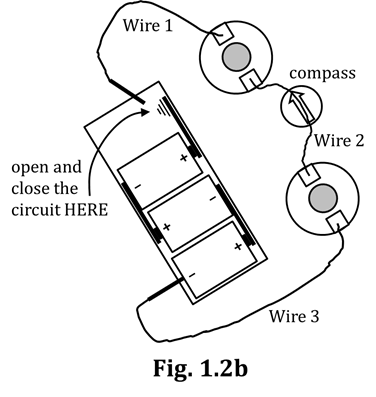 Wire 1
compass
Wire 2
open and
close the
circuit HERE
+
-
-
+
+
-
Wire 3
Fig. 1.2b